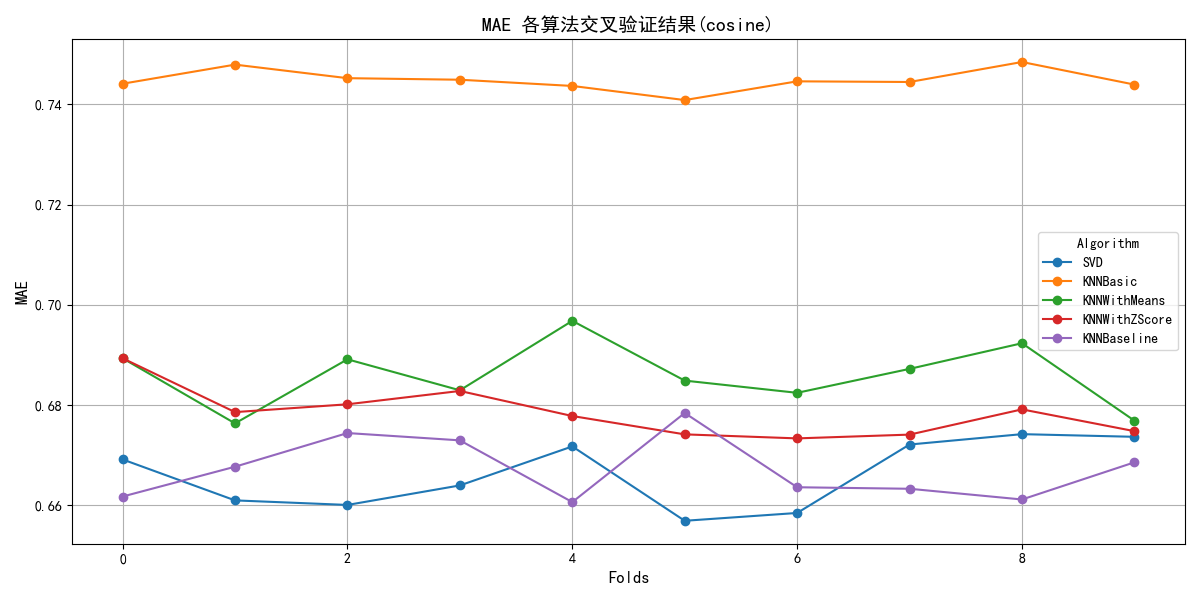 MAE 各算法交叉验证结果(cosine)
MAE
0.74
0.72
0.70
0.68
0.66
0
2
4
6
8
Folds
Algorithm
SVD
KNNBasic
KNNWithMeans
KNNWithZScore
KNNBaseline